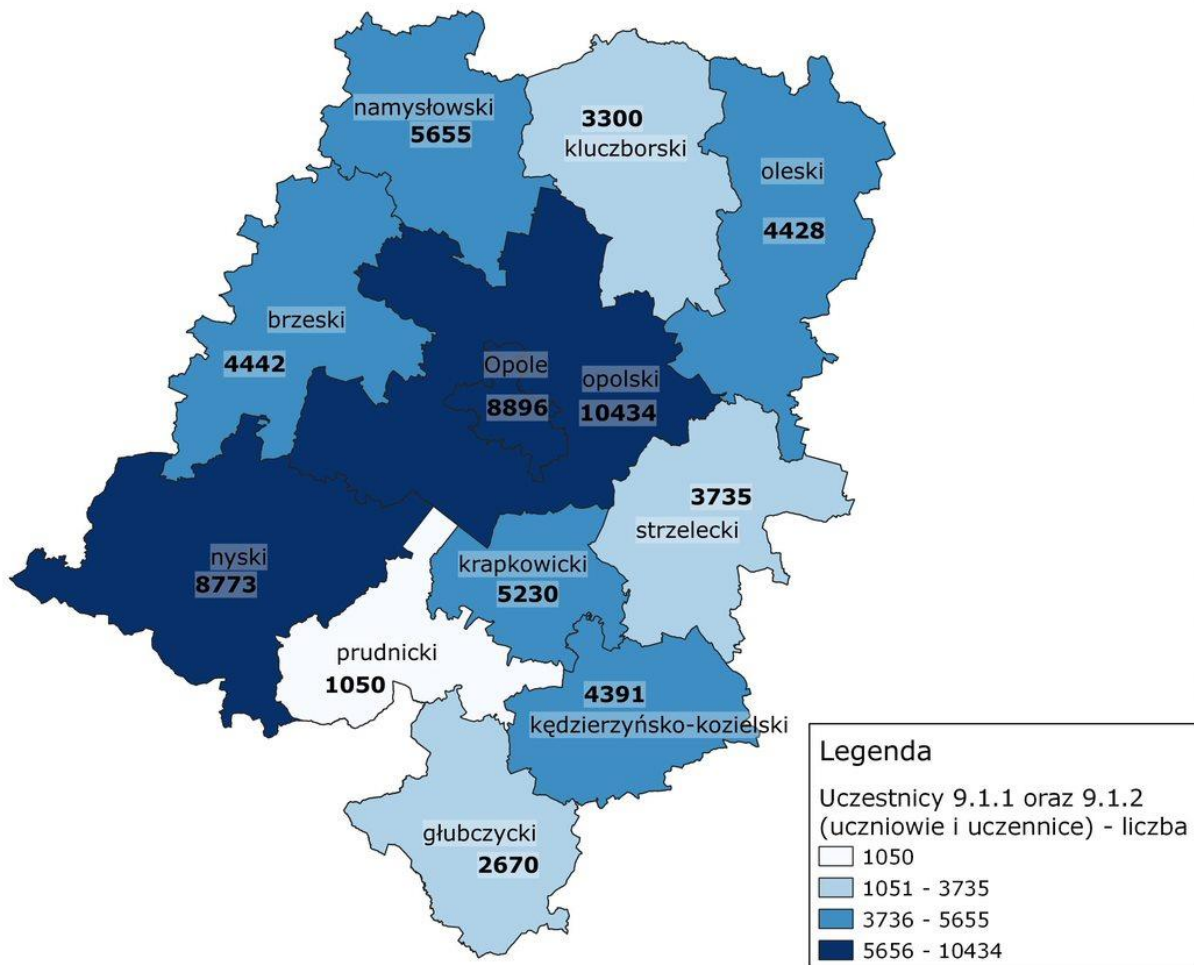 namysłowski
5655
3300
kluczborski
oleski
4428
brzeski
4442
Opole
8896
opolski
10434
3735
strzelecki
nyski
8773
krapkowicki
5230
prudnicki
1050
4391
kędzierzyńsko-kozielski
głubczycki
2670
Legenda
Uczestnicy 9.1.1 oraz 9.1.2
(uczniowie i uczennice) - liczba
1050
1051 - 3735
3736 - 5655
5656 - 10434